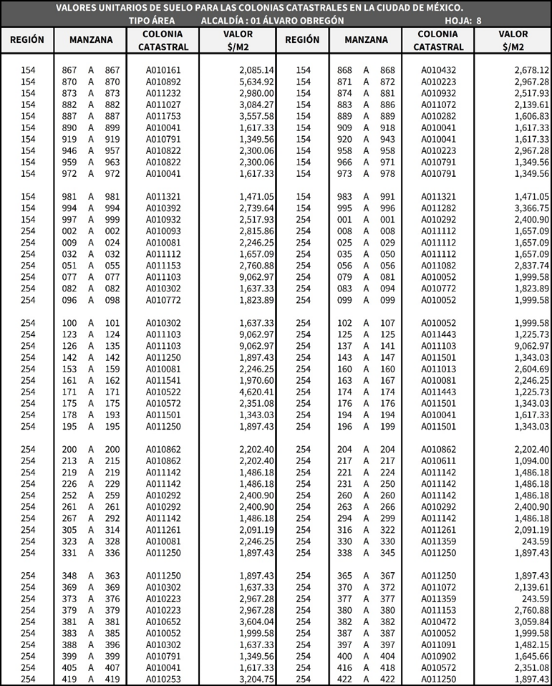 VALORES UNITARIOS DE SUELO PARA LAS COLONIAS CATASTRALES EN LA CIUDAD DE MÉXICO.
TIPO ÁREA ALCALDÍA : 01 ÁLVARO OBREGÓN HOJA: 8
REGIÓN MANZANA COLONIA CATASTRAL VALOR $/M2 REGIÓN MANZANA COLONIA CATASTRAL VALOR $/M2
154 867 A 867 A010161 2,085.14 154 868 A 868 A010432 2,678.12
154 870 A 870 A010892 5,634.92 154 871 A 872 A010223 2,967.28
154 873 A 873 A011232 2,980.00 154 874 A 881 A010932 2,517.93
154 882 A 882 A011027 3,084.27 154 883 A 886 A011072 2,139.61
154 887 A 887 A011753 3,557.58 154 889 A 889 A010282 1,606.83
154 890 A 899 A010041 1,617.33 154 909 A 918 A010041 1,617.33
154 919 A 919 A010791 1,349.56 154 920 A 943 A010041 1,617.33
154 946 A 957 A010822 2,300.06 154 958 A 958 A010223 2,967.28
154 959 A 963 A010822 2,300.06 154 966 A 971 A010791 1,349.56
154 972 A 972 A010041 1,617.33 154 973 A 978 A010791 1,349.56
154 981 A 981 A011321 1,471.05 154 983 A 991 A011321 1,471.05
154 994 A 994 A010392 2,739.64 154 995 A 996 A011282 3,366.75
154 997 A 999 A010932 2,517.93 254 001 A 001 A010292 2,400.90
254 002 A 002 A010093 2,815.86 254 008 A 008 A011112 1,657.09
254 009 A 024 A010081 2,246.25 254 025 A 029 A011112 1,657.09
254 032 A 032 A011112 1,657.09 254 035 A 050 A011112 1,657.09
254 051 A 055 A011153 2,760.88 254 056 A 056 A011082 2,837.74
254 077 A 077 A011103 9,062.97 254 079 A 081 A010052 1,999.58
254 082 A 082 A010302 1,637.33 254 083 A 094 A010772 1,823.89
254 096 A 098 A010772 1,823.89 254 099 A 099 A010052 1,999.58
254 100 A 101 A010302 1,637.33 254 102 A 107 A010052 1,999.58
254 123 A 124 A011103 9,062.97 254 125 A 125 A011443 1,225.73
254 126 A 135 A011103 9,062.97 254 137 A 141 A011103 9,062.97
254 142 A 142 A011250 1,897.43 254 143 A 147 A011501 1,343.03
254 153 A 159 A010081 2,246.25 254 160 A 160 A011013 2,604.69
254 161 A 162 A011541 1,970.60 254 163 A 167 A010081 2,246.25
254 171 A 171 A010522 4,620.41 254 174 A 174 A011443 1,225.73
254 175 A 175 A010572 2,351.08 254 176 A 176 A011501 1,343.03
254 178 A 193 A011501 1,343.03 254 194 A 194 A010041 1,617.33
254 195 A 195 A011250 1,897.43 254 196 A 199 A011501 1,343.03
254 200 A 200 A010862 2,202.40 254 204 A 204 A010862 2,202.40
254 213 A 215 A010862 2,202.40 254 217 A 217 A010611 1,094.00
254 219 A 219 A011142 1,486.18 254 221 A 224 A011142 1,486.18
254 226 A 229 A011142 1,486.18 254 231 A 250 A011142 1,486.18
254 252 A 259 A010292 2,400.90 254 260 A 260 A011142 1,486.18
254 261 A 261 A010292 2,400.90 254 263 A 266 A010292 2,400.90
254 267 A 292 A011142 1,486.18 254 294 A 299 A011142 1,486.18
254 305 A 314 A011261 2,091.19 254 316 A 322 A011261 2,091.19
254 323 A 328 A010081 2,246.25 254 330 A 330 A011359 243.59
254 331 A 336 A011250 1,897.43 254 338 A 345 A011250 1,897.43
254 348 A 363 A011250 1,897.43 254 365 A 367 A011250 1,897.43
254 369 A 369 A010302 1,637.33 254 370 A 372 A011072 2,139.61
254 373 A 376 A010223 2,967.28 254 377 A 377 A011359 243.59
254 379 A 379 A010223 2,967.28 254 380 A 380 A011153 2,760.88
254 381 A 381 A010652 3,604.04 254 382 A 382 A010472 3,059.84
254 383 A 385 A010052 1,999.58 254 387 A 387 A010052 1,999.58
254 388 A 396 A010302 1,637.33 254 398 A 398 A010991 1,482.15
254 399 A 399 A010791 1,349.56 254 400 A 404 A010902 1,645.66
254 405 A 407 A010041 1,617.33 254 416 A 418 A010572 2,351.08
254 419 A 419 A010253 3,204.75 254 422 A 422 A011250 1,897.43